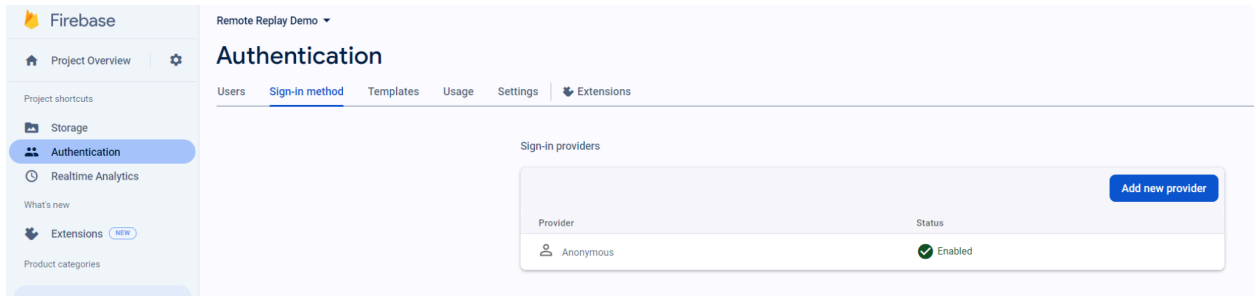 Firebase
Project Overview
Project shortcuts
Storage
Authentication
Realtime Analytics
What's new
Extensions NEW
Product categories
Remote Replay Demo
Authentication
Users Sign-in method Templates Usage Settings Extensions
Sign-in providers
Add new provider
Provider Status
Anonymous Enabled